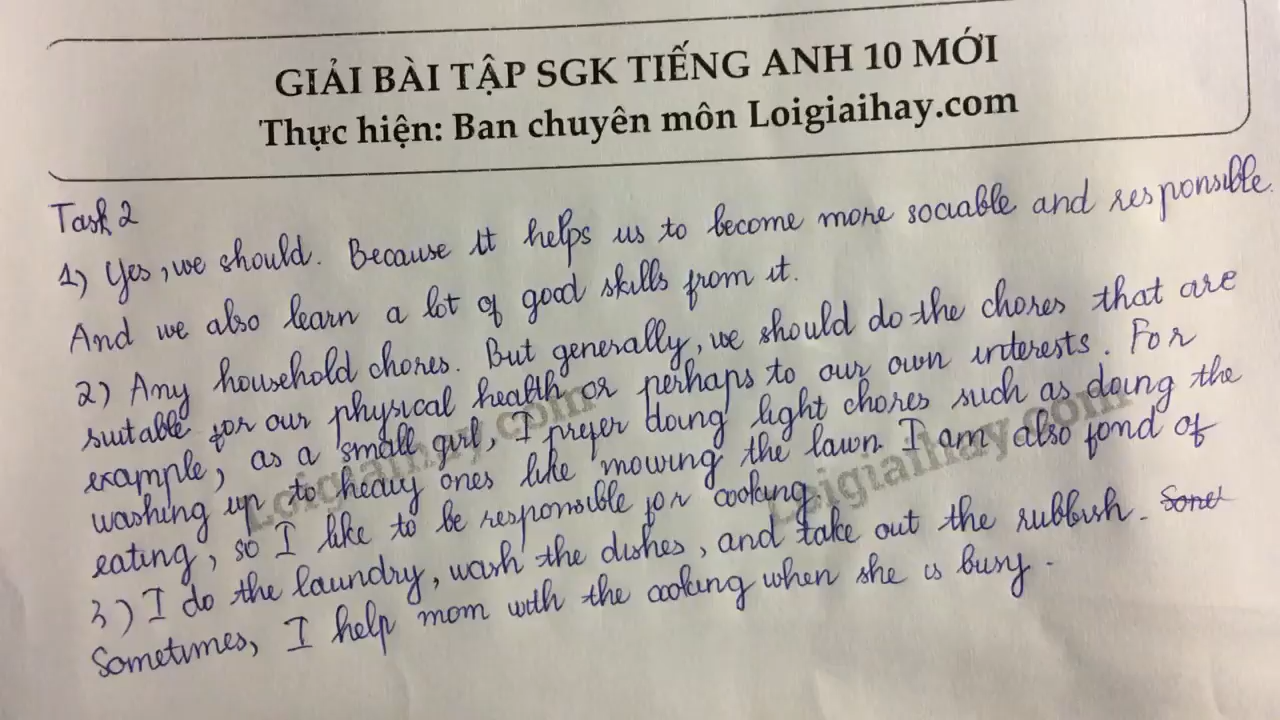 GIẢI BÀI TẬP SGK TIẾNG ANH 10 MỚI
Thực hiện: Ban chuyên môn Loigiaihay.com
Task 2
1) Yes, we should. Because it helps us to become more sociable and responsible.
And we also learn a lot of good skills from it.
2) Any household chores. But generally, we should do the chores that are
suitable for our physical health or perhaps to our own interests. For
example, as a small girl, I prefer doing light chores such as doing the
washing up to heavy ones like mowing the lawn I am also fond of
eating, so I like to be responsible for cooking.
3) I do the laundry, wash the dishes, and take out the rubbish.
Sometimes, I help mom with the cooking when she is busy.
Loigiaihay.com
Loigiaihay.com